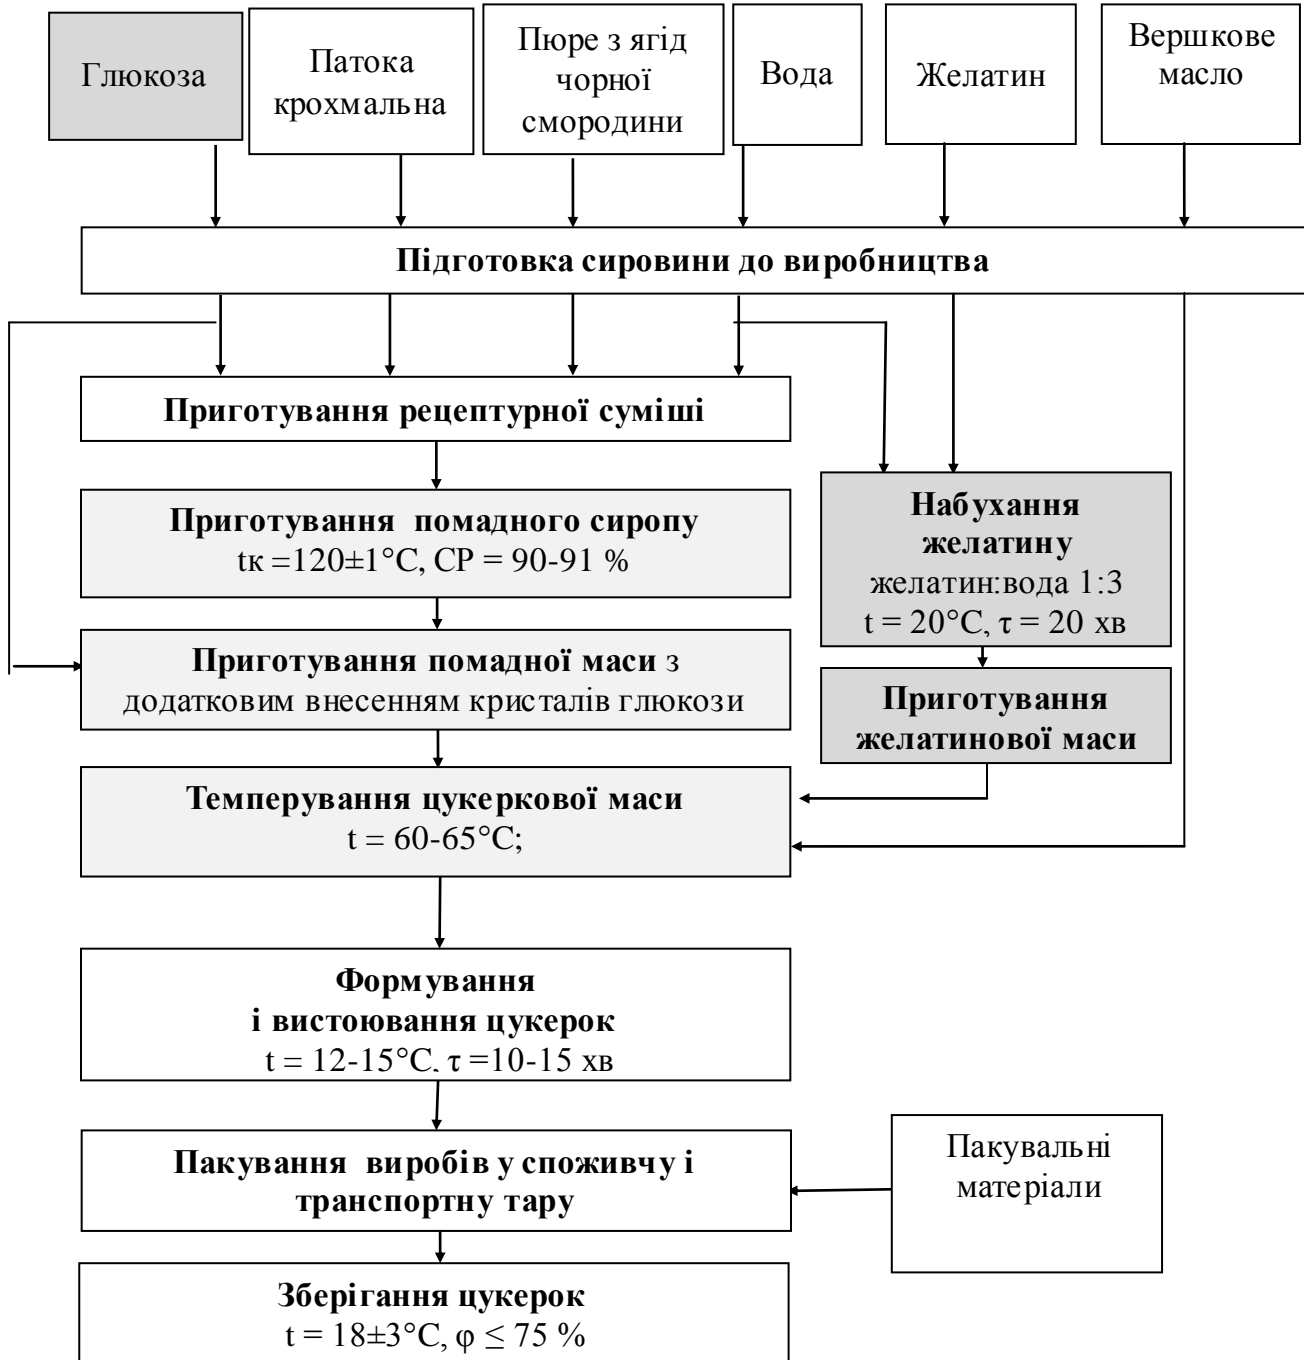 Глюкоза
Патока
крохмальна
Пюре з ягід
чорної
смородини
Вода
Желатин
Вершкове
масло
Підготовка сировини до виробництва
Приготування рецептурної суміші
Приготування помадного сиропу
tк =120±1°С, СР = 90-91 %
Набухання
желатину
желатин:вода 1:3
t = 20°С, τ = 20 хв
Приготування помадної маси з
додатковим внесенням кристалів глюкози
Приготування
желатинової маси
Темперування цукеркової маси
t = 60-65°С;
Формування
і вистоювання цукерок
t = 12-15°С, τ =10-15 хв
Пакування виробів у споживчу і
транспортну тару
Пакувальні
матеріали
Зберігання цукерок
t = 18±3°С, φ ≤ 75 %